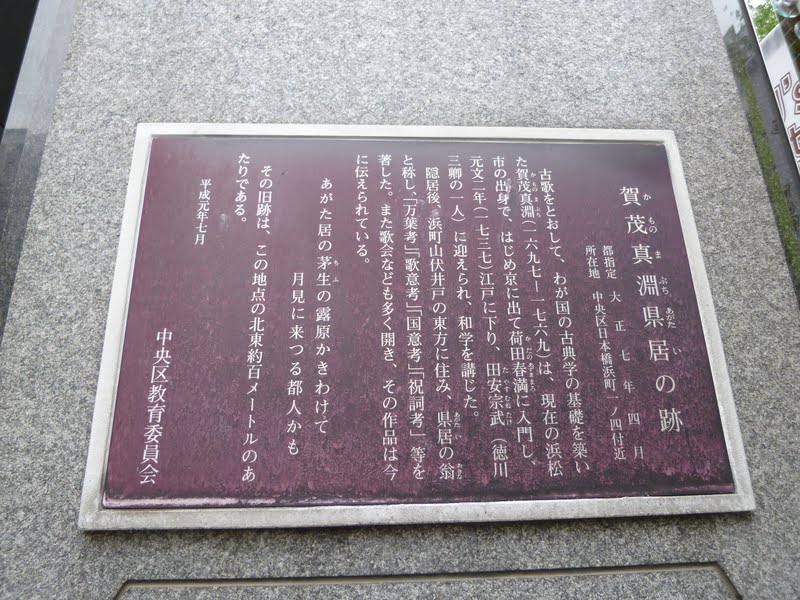 賀茂真淵県居の跡
都指定 大正七年四月
所在地 中央区日本橋浜町一ノ四付近
古歌をとおして、わが国の古典学の基礎を築い
た賀茂真淵(一六九七―一七六九)は、現在の浜松
市の出身で、はじめ京に出て荷田春満に入門し、
元文二年(一七三七)江戸に下り、田安宗武(徳川
三卿の一人)に迎えられ、和学を講じた。
隠居後、浜町山伏井戸の東方に住み、県居の翁
と称し、『万葉考』『歌意考』『国意考』『祝詞考』等を
著した。また歌会なども多く開き、その作品は今
に伝えられている。
あがた居の茅生の露原かきわけて
月見に来つる都人かも
その旧跡は、この地点の北東約百メートルのあ
たりである。
平成元年七月
中央区教育委員会